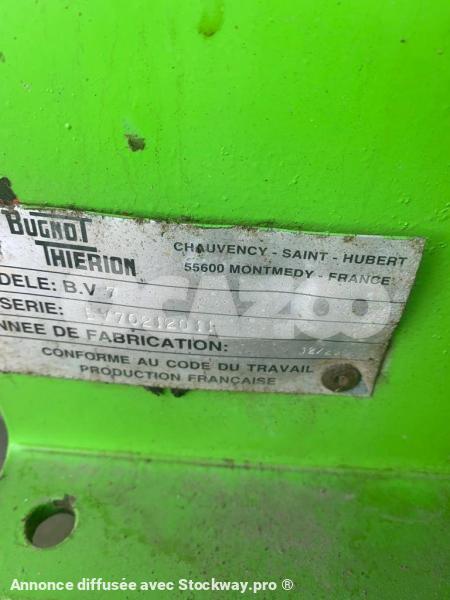 BUGNOT
THIERION
CHAUVENCY - SAINT - HUBERT
55600 MONTMEDY - FRANCE
DELE: B.V 7
SERIE:
NNEE DE FABRICATION:
CONFORME AU CODE DU TRAVAIL
PRODUCTION FRANÇAISE
Annonce diffusée avec Stockway.pro ®